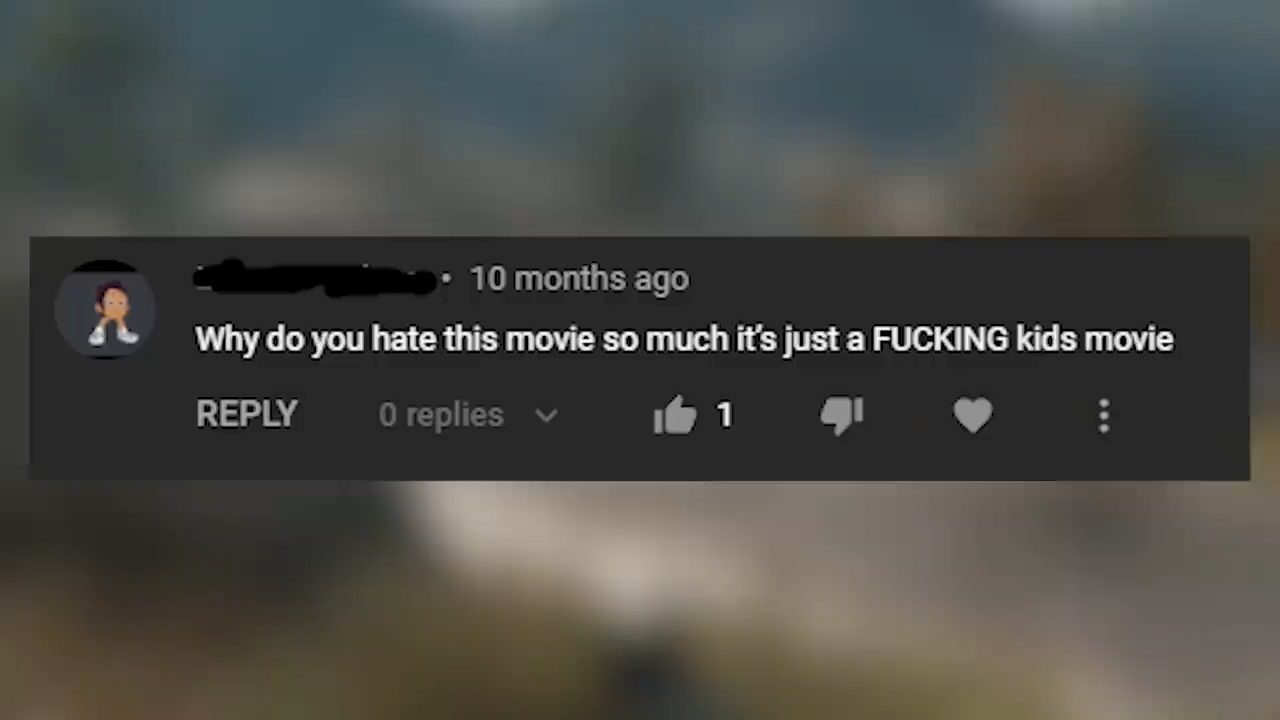 • 10 months ago
Why do you hate this movie so much it's just a FUCKING kids movie
REPLY 0 replies 1